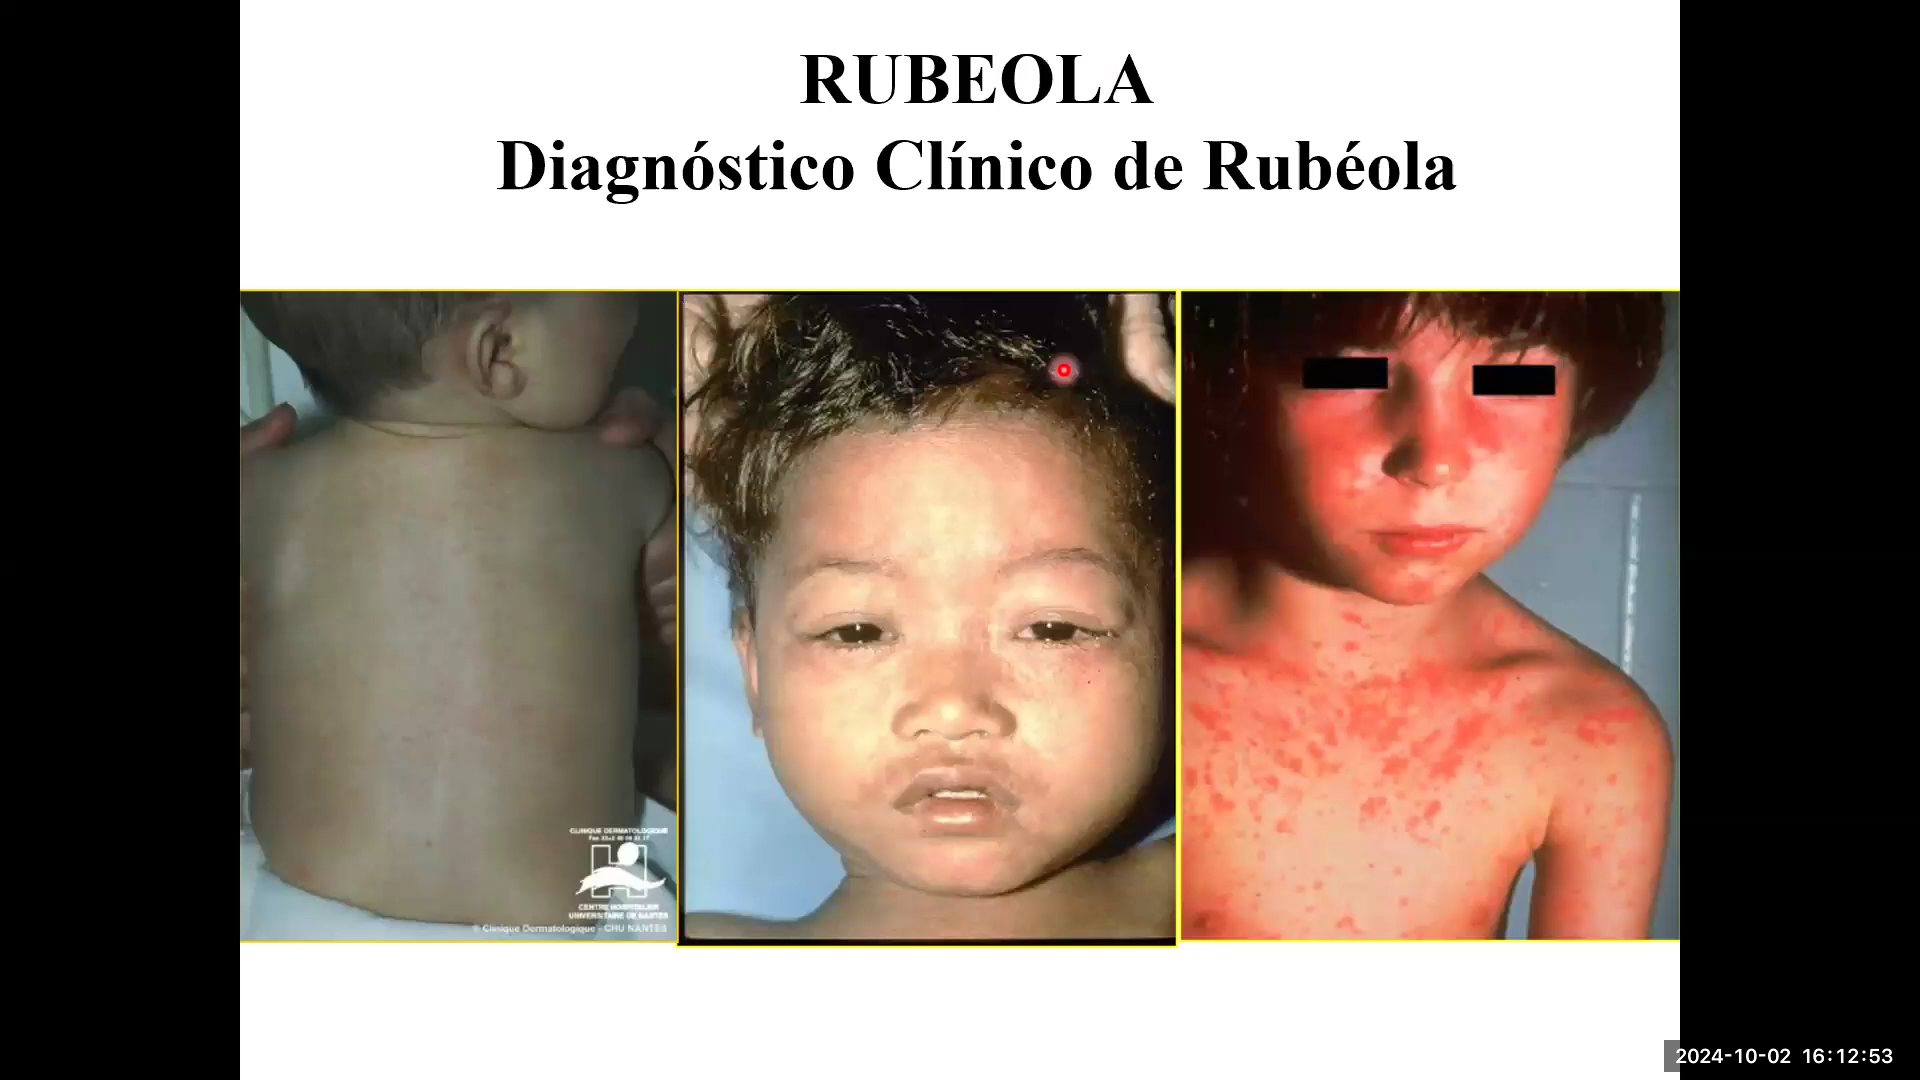 RUBEOLA
Diagnóstico Clínico de Rubéola
CLINIQUE DERMATOLOGIQUE
CENTRE HOSPITALIER
UNIVERSITAIRE DE NANTES
© Clinique Dermatologique - CHU NANTES
2024-10-02 16:12:53